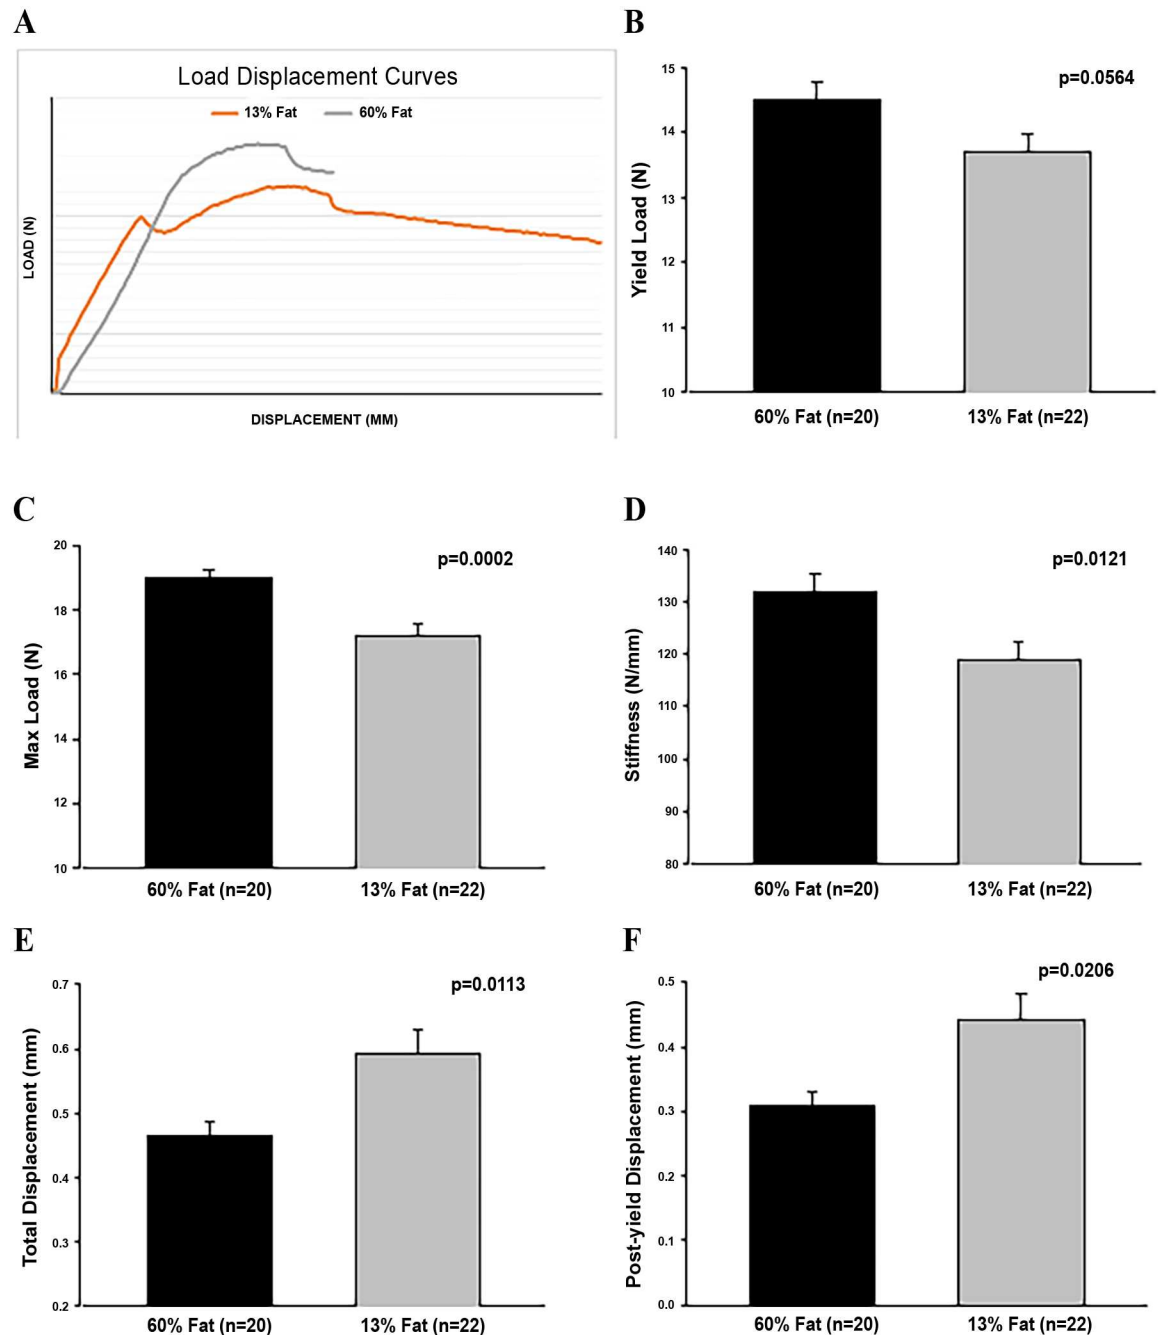 A
Load Displacement Curves
13% Fat
60% Fat
LOAD (N)
DISPLACEMENT (MM)
B
p=0.0564
15
14
13
12
11
10
Yield Load (N)
60% Fat (n=20)
13% Fat (n=22)
C
p=0.0002
20
18
16
14
12
10
Max Load (N)
60% Fat (n=20)
13% Fat (n=22)
D
p=0.0121
140
130
120
110
100
90
80
Stiffness (N/mm)
60% Fat (n=20)
13% Fat (n=22)
E
p=0.0113
0.7
0.6
0.5
0.4
0.3
0.2
Total Displacement (mm)
60% Fat (n=20)
13% Fat (n=22)
F
p=0.0206
0.5
0.4
0.3
0.2
0.1
0.0
Post-yield Displacement (mm)
60% Fat (n=20)
13% Fat (n=22)